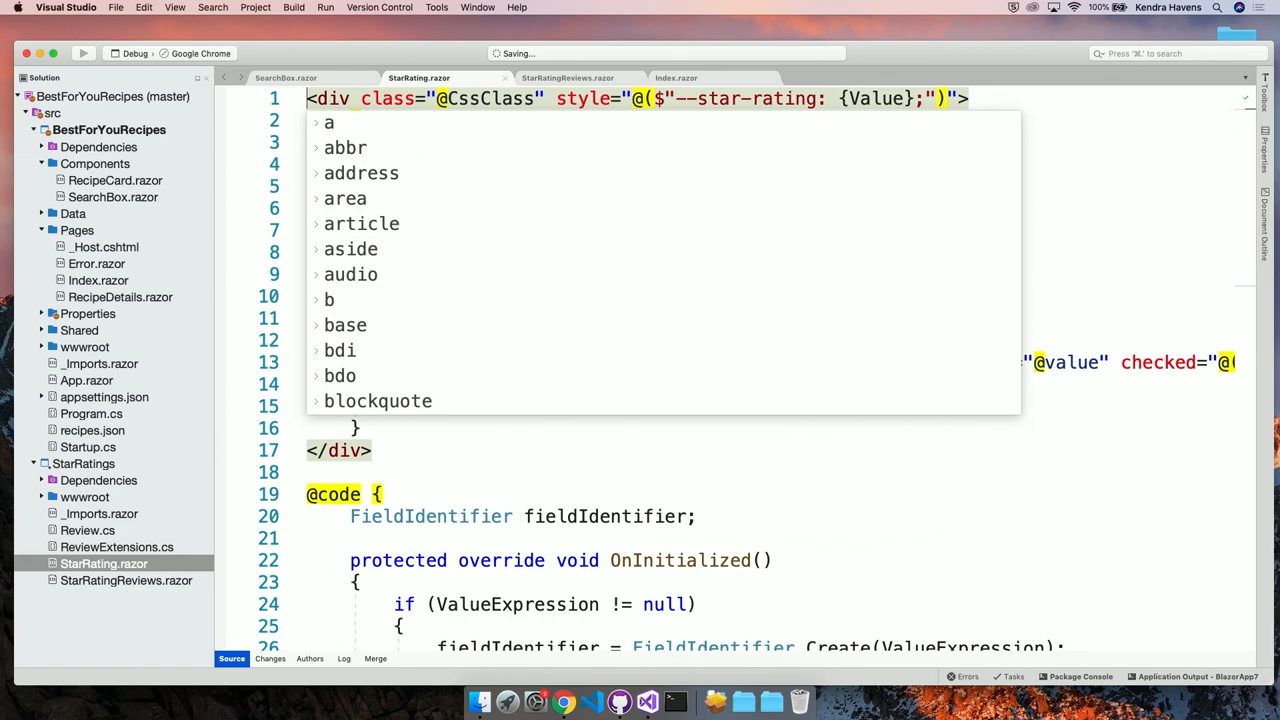 Visual Studio File Edit View Search Project Build Run Version Control Tools Window Help 100% Kendra Havens
Debug Google Chrome Saving... Press '⌘.' to search
Solution SearchBox.razor StarRating.razor StarRatingReviews.razor Index.razor
BestForYouRecipes (master)
src
BestForYouRecipes
Dependencies
Components
RecipeCard.razor
SearchBox.razor
Data
Pages
_Host.cshtml
Error.razor
Index.razor
RecipeDetails.razor
Properties
Shared
wwwroot
_Imports.razor
App.razor
appsettings.json
Program.cs
recipes.json
Startup.cs
StarRatings
Dependencies
wwwroot
_Imports.razor
Review.cs
ReviewExtensions.cs
StarRating.razor
StarRatingReviews.razor
1 <div class="@CssClass" style="@($"--star-rating: {Value};")">
2
3
4
5
6
7
8
9
10
11
12
13 ="@value" checked="@(
14
15
16 }
17 </div>
18
19 @code {
20 FieldIdentifier fieldIdentifier;
21
22 protected override void OnInitialized()
23 {
24 if (ValueExpression != null)
25 {
26 fieldIdentifier = FieldIdentifier.Create(ValueExpression);
a
abbr
address
area
article
aside
audio
b
base
bdi
bdo
blockquote
Toolbox
Properties
Document Outline
Source Changes Authors Log Merge
Errors Tasks Package Console Application Output - BlazorApp7